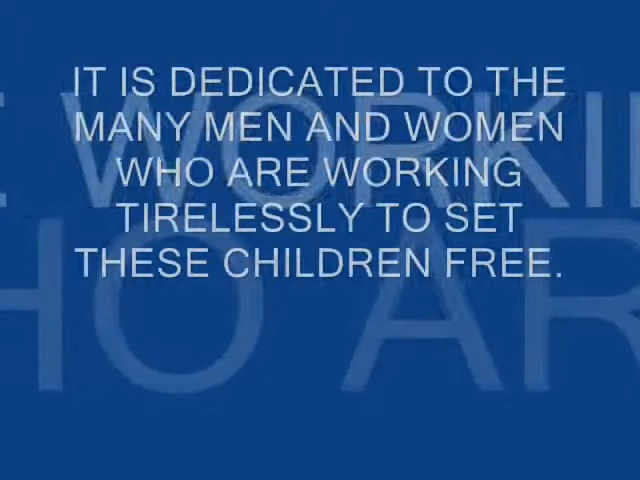 IT IS DEDICATED TO THE
MANY MEN AND WOMEN
WHO ARE WORKING
TIRELESSLY TO SET
THESE CHILDREN FREE.